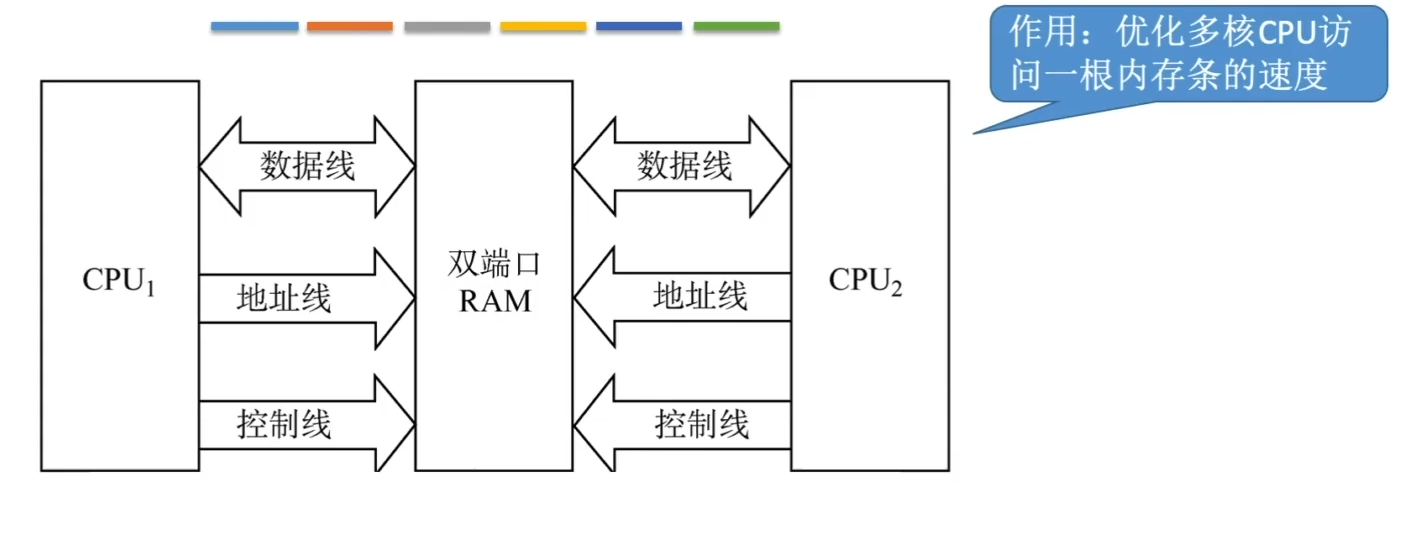 作用：优化多核CPU访
问一根内存条的速度
数据线
数据线
CPU₁
双端口
RAM
CPU₂
地址线
地址线
控制线
控制线